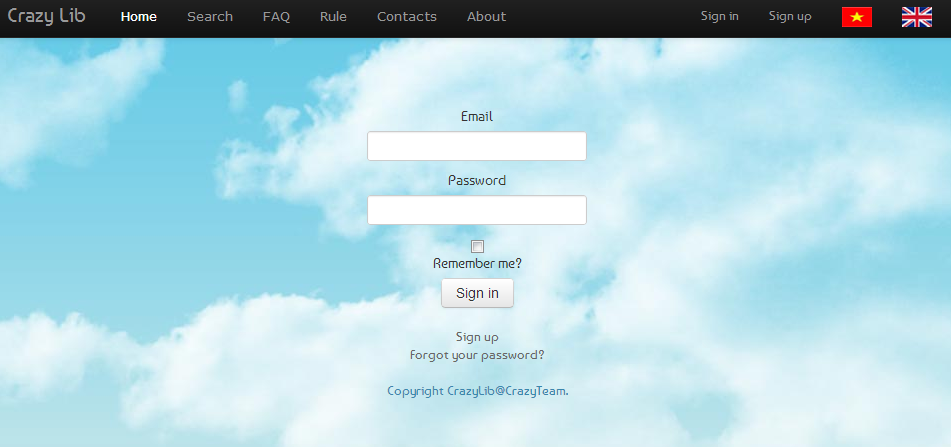 Crazy Lib Home Search FAQ Rule Contacts About Sign in Sign up
Email
Password
Remember me?
Sign in
Sign up
Forgot your password?
Copyright CrazyLib@CrazyTeam.